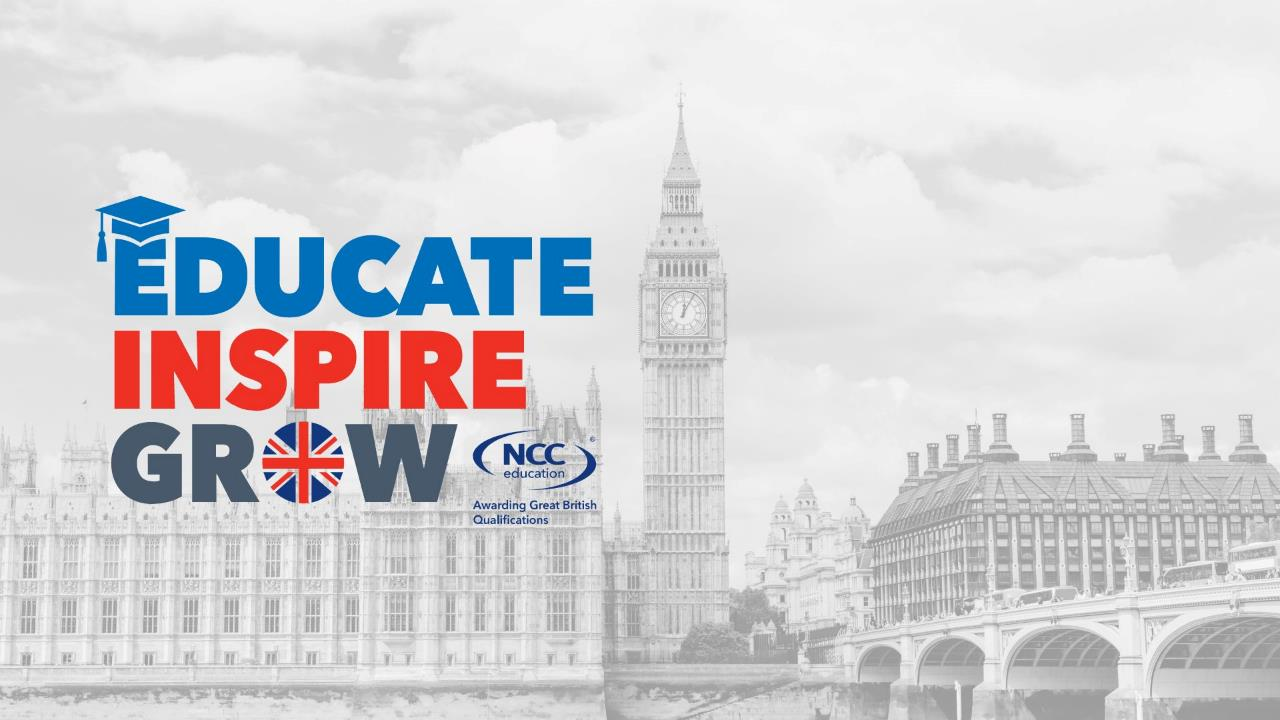 EDUCATE
INSPIRE
GROW
NCC
education
®
Awarding Great British
Qualifications